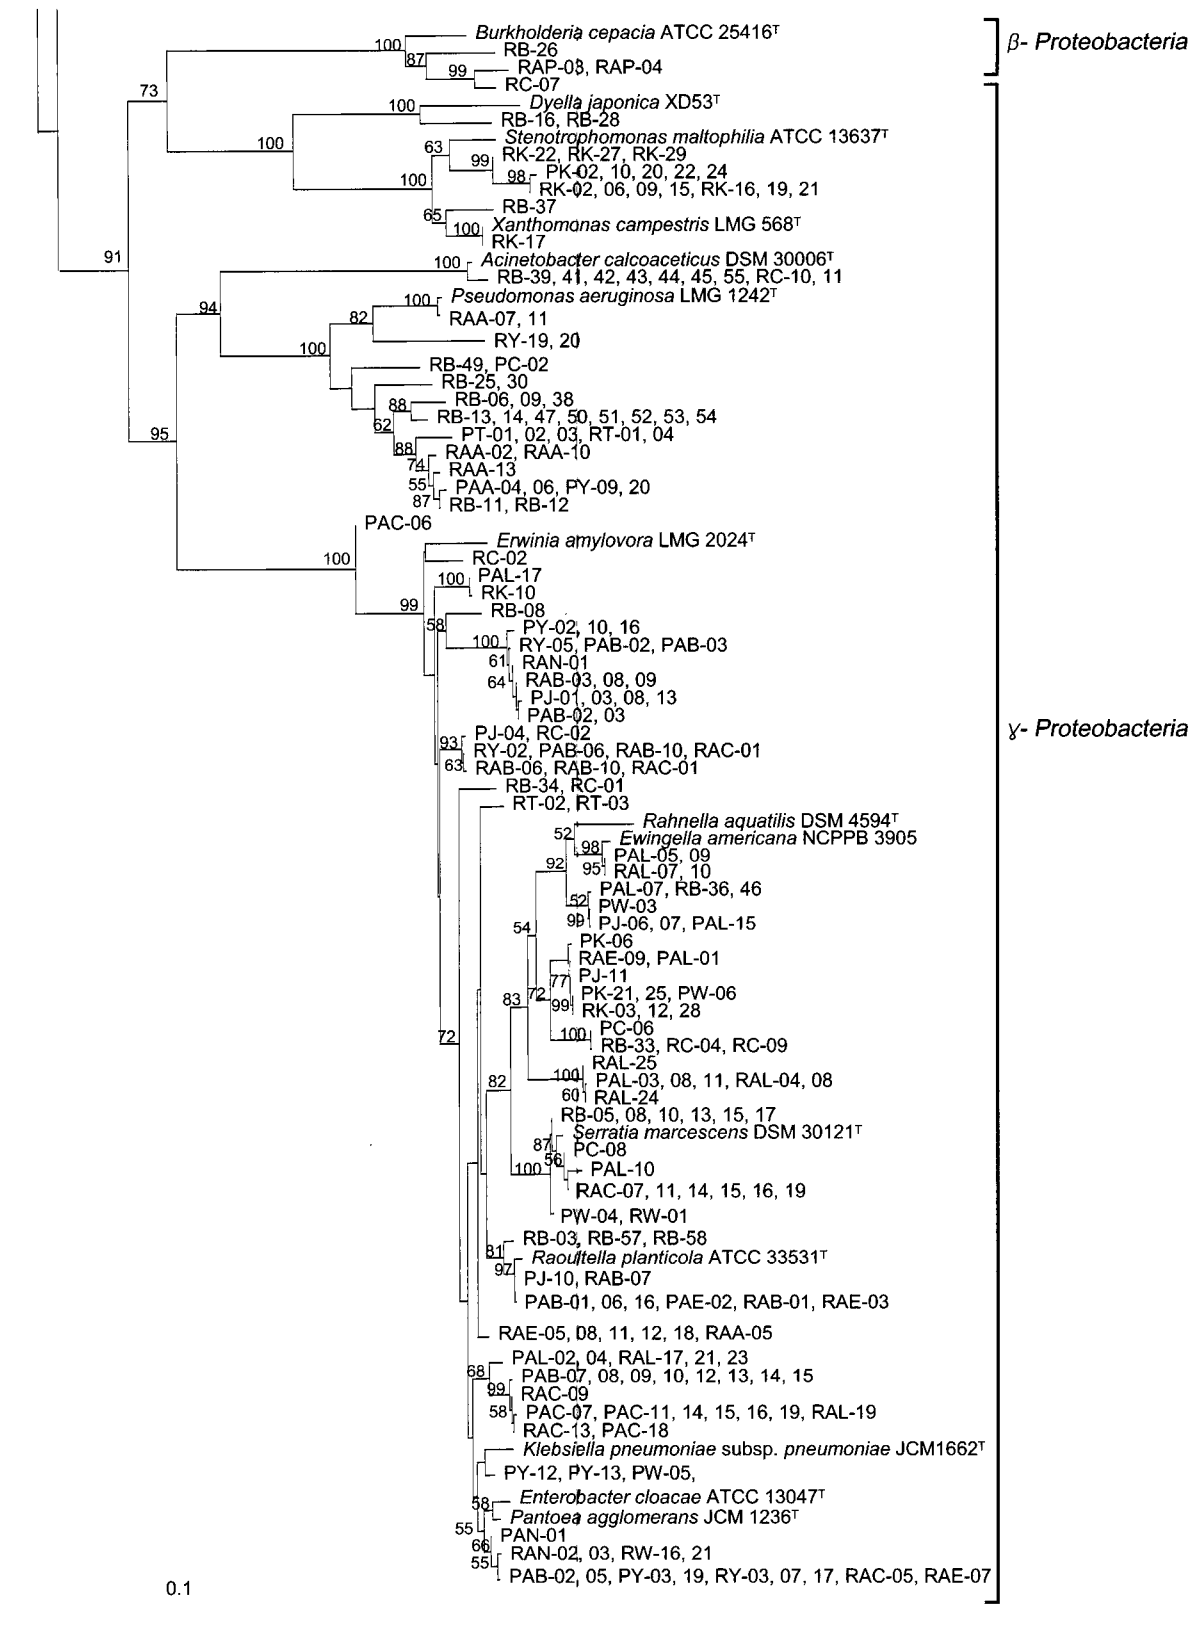 Burkholderia cepacia ATCC 25416ᵀ
100
β- Proteobacteria
RB-26
87
RAP-03, RAP-04
99
RC-07
73
Dyella japonica XD53ᵀ
100
RB-16, RB-28
Stenotrophomonas maltophilia ATCC 13637ᵀ
100
63
RK-22, RK-27, RK-29
99
PK-02, 10, 20, 22, 24
98
100
RK-02, 06, 09, 15, RK-16, 19, 21
RB-37
65
Xanthomonas campestris LMG 568ᵀ
100
RK-17
91
Acinetobacter calcoaceticus DSM 30006ᵀ
100
RB-39, 41, 42, 43, 44, 45, 55, RC-10, 11
Pseudomonas aeruginosa LMG 1242ᵀ
100
94
82
RAA-07, 11
RY-19, 20
100
RB-49, PC-02
RB-25, 30
RB-06, 09, 38
88
RB-13, 14, 47, 50, 51, 52, 53, 54
62
95
PT-01, 02, 03, RT-01, 04
88
RAA-02, RAA-10
74
RAA-13
55
PAA-04, 06, PY-09, 20
87
RB-11, RB-12
PAC-06
Erwinia amylovora LMG 2024ᵀ
100
RC-02
PAL-17
100
RK-10
99
RB-08
58
PY-02, 10, 16
100
RY-05, PAB-02, PAB-03
61
RAN-01
64
RAB-03, 08, 09
PJ-01, 03, 08, 13
PAB-02, 03
PJ-04, RC-02
93
RY-02, PAB-06, RAB-10, RAC-01
63
RAB-06, RAB-10, RAC-01
γ- Proteobacteria
RB-34, RC-01
RT-02, RT-03
Rahnella aquatilis DSM 4594ᵀ
52
Ewingella americana NCPPB 3905
98
PAL-05, 09
92
95
RAL-07, 10
PAL-07, RB-36, 46
52
PW-03
99
PJ-06, 07, PAL-15
54
PK-06
RAE-09, PAL-01
PJ-11
77
72
PK-21, 25, PW-06
83
99
RK-03, 12, 28
PC-06
100
72
RB-33, RC-04, RC-09
RAL-25
100
82
PAL-03, 08, 11, RAL-04, 08
60
RAL-24
RB-05, 08, 10, 13, 15, 17
Serratia marcescens DSM 30121ᵀ
87
PC-08
56
100
PAL-10
RAC-07, 11, 14, 15, 16, 19
PW-04, RW-01
RB-03, RB-57, RB-58
81
Raoultella planticola ATCC 33531ᵀ
97
PJ-10, RAB-07
PAB-01, 06, 16, PAE-02, RAB-01, RAE-03
RAE-05, 08, 11, 12, 18, RAA-05
PAL-02, 04, RAL-17, 21, 23
68
PAB-07, 08, 09, 10, 12, 13, 14, 15
99
RAC-09
58
PAC-07, PAC-11, 14, 15, 16, 19, RAL-19
RAC-13, PAC-18
Klebsiella pneumoniae subsp. pneumoniae JCM1662ᵀ
PY-12, PY-13, PW-05,
Enterobacter cloacae ATCC 13047ᵀ
58
Pantoea agglomerans JCM 1236ᵀ
55
PAN-01
66
RAN-02, 03, RW-16, 21
55
PAB-02, 05, PY-03, 19, RY-03, 07, 17, RAC-05, RAE-07
0.1